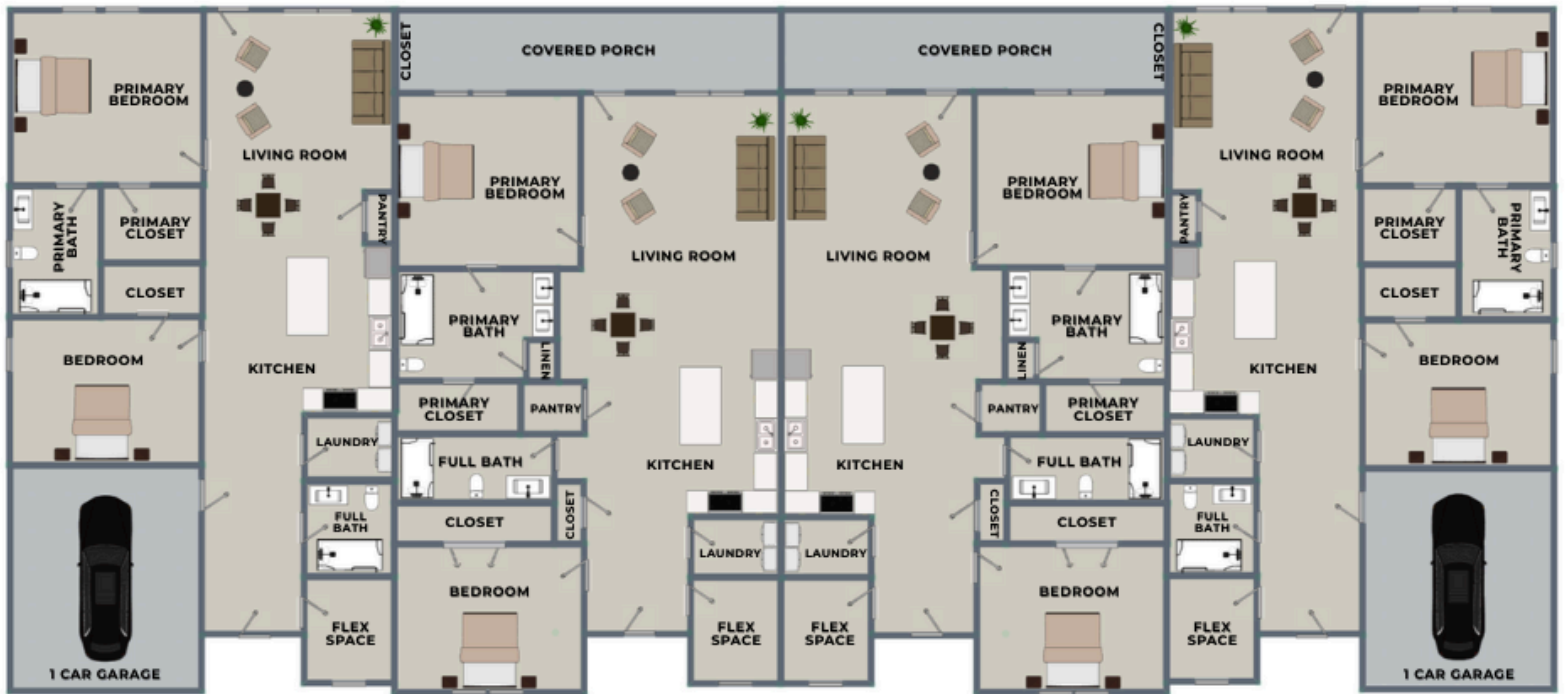 PRIMARY
BEDROOM
LIVING ROOM
PRIMARY
BATH
PRIMARY
CLOSET
CLOSET
PANTRY
BEDROOM
KITCHEN
LAUNDRY
FULL
BATH
FLEX
SPACE
1 CAR GARAGE
CLOSET
COVERED PORCH
PRIMARY
BEDROOM
LIVING ROOM
PRIMARY
BATH
LINEN
PRIMARY
CLOSET
PANTRY
FULL BATH
KITCHEN
CLOSET
CLOSET
BEDROOM
LAUNDRY
FLEX
SPACE
COVERED PORCH
CLOSET
PRIMARY
BEDROOM
LIVING ROOM
PRIMARY
BATH
LINEN
PANTRY
PRIMARY
CLOSET
KITCHEN
FULL BATH
CLOSET
CLOSET
LAUNDRY
BEDROOM
FLEX
SPACE
PRIMARY
BEDROOM
LIVING ROOM
PANTRY
PRIMARY
CLOSET
PRIMARY
BATH
CLOSET
KITCHEN
BEDROOM
LAUNDRY
FULL
BATH
FLEX
SPACE
1 CAR GARAGE